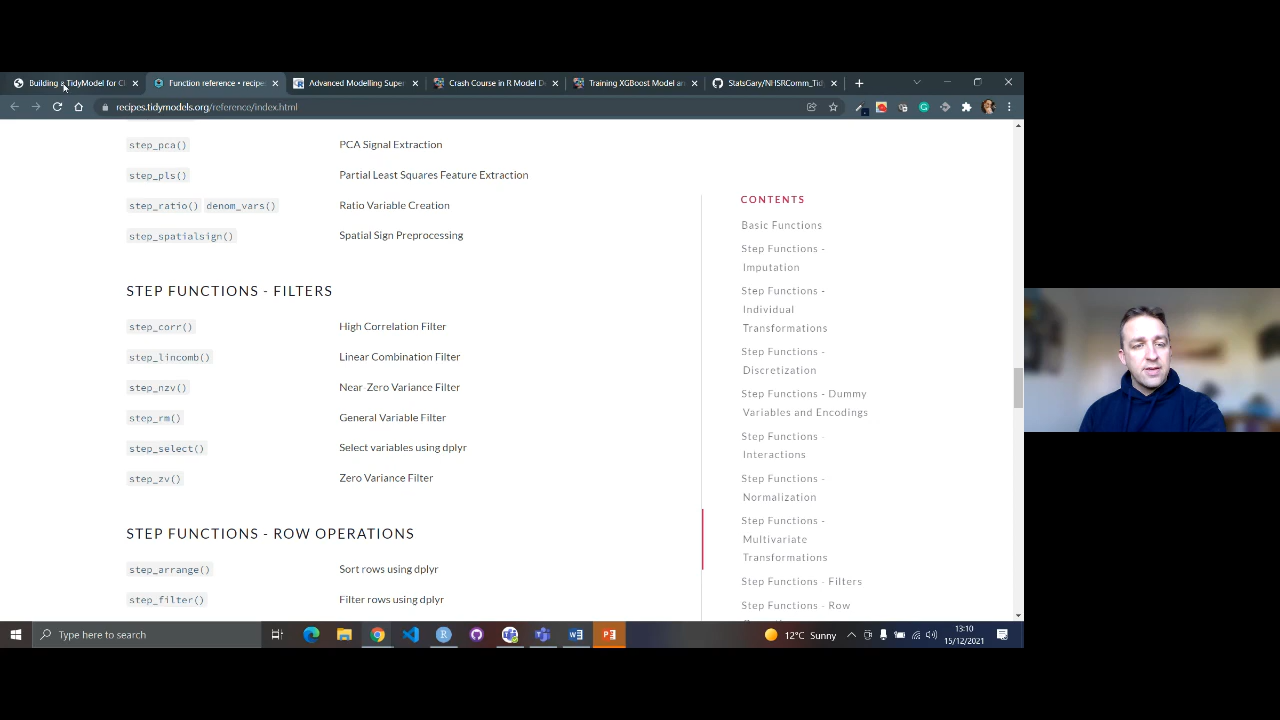 Building a TidyModel for Cl
Function reference • recipe
Advanced Modelling Super
Crash Course in R Model D
Training XGBoost Model an
StatsGary/NHSRComm_Tid
recipes.tidymodels.org/reference/index.html
step_pca() PCA Signal Extraction
step_pls() Partial Least Squares Feature Extraction
step_ratio() denom_vars() Ratio Variable Creation
step_spatialsign() Spatial Sign Preprocessing
STEP FUNCTIONS - FILTERS
step_corr() High Correlation Filter
step_lincomb() Linear Combination Filter
step_nzv() Near-Zero Variance Filter
step_rm() General Variable Filter
step_select() Select variables using dplyr
step_zv() Zero Variance Filter
STEP FUNCTIONS - ROW OPERATIONS
step_arrange() Sort rows using dplyr
step_filter() Filter rows using dplyr
CONTENTS
Basic Functions
Step Functions -
Imputation
Step Functions -
Individual
Transformations
Step Functions -
Discretization
Step Functions - Dummy
Variables and Encodings
Step Functions -
Interactions
Step Functions -
Normalization
Step Functions -
Multivariate
Transformations
Step Functions - Filters
Step Functions - Row
Type here to search
12°C Sunny
13:10
15/12/2021